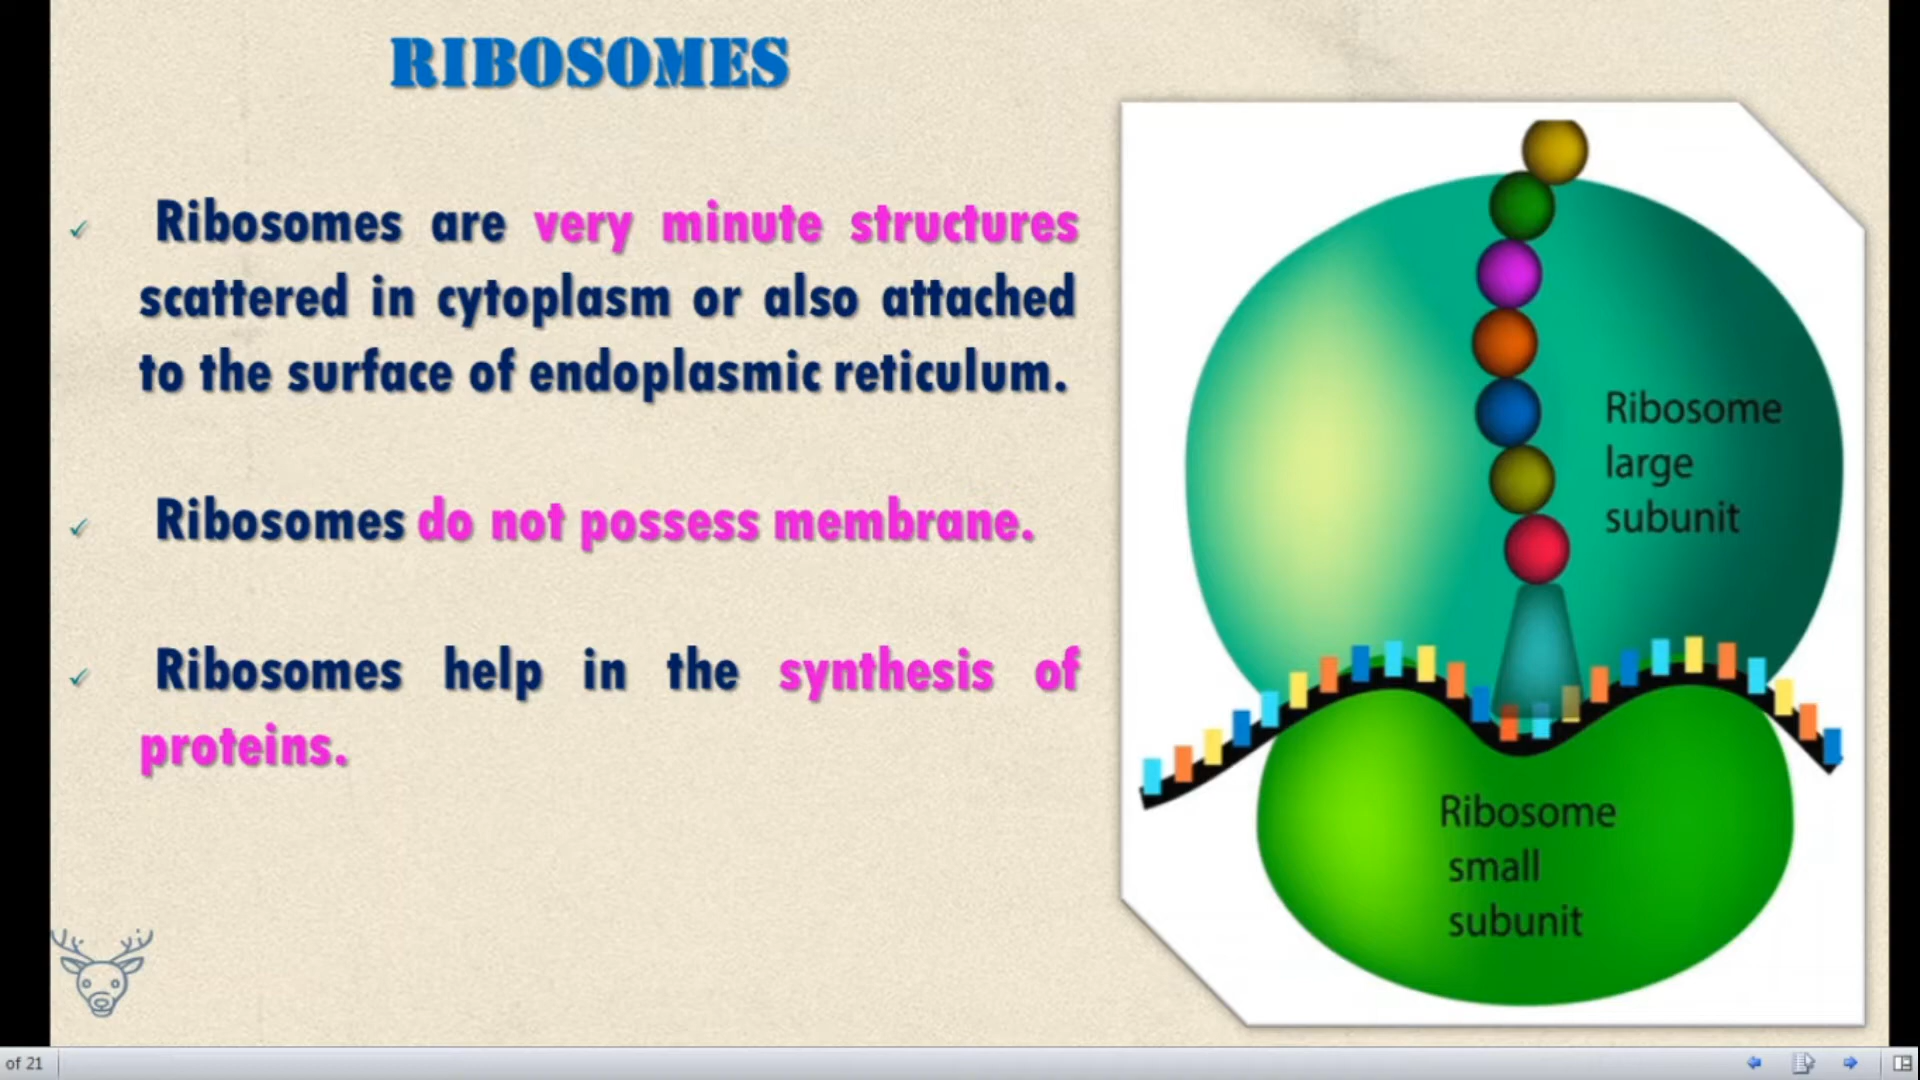 RIBOSOMES
Ribosomes are very minute structures
scattered in cytoplasm or also attached
to the surface of endoplasmic reticulum.
Ribosomes do not possess membrane.
Ribosomes help in the synthesis of
proteins.
Ribosome
large
subunit
Ribosome
small
subunit
of 21